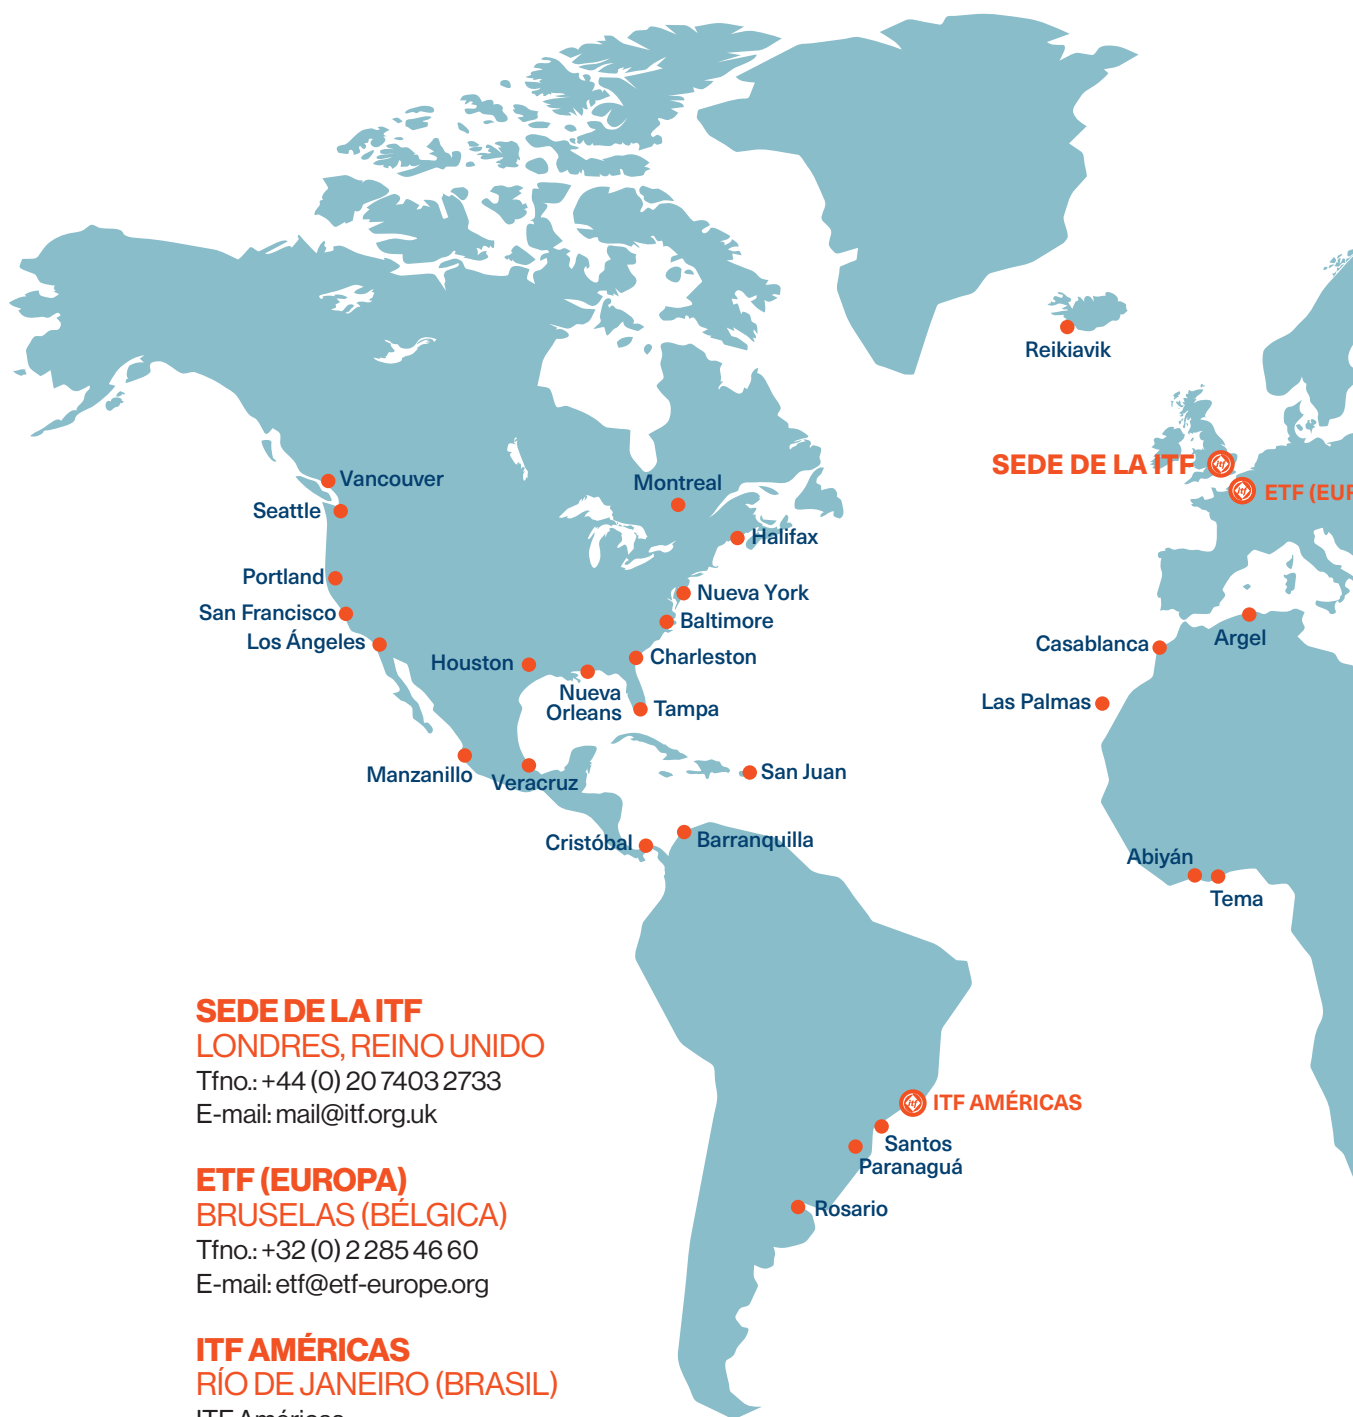 Reikiavik
SEDE DE LA ITF
ETF (EUR
Vancouver
Montreal
Seattle
Halifax
Portland
Nueva York
San Francisco
Baltimore
Los Ángeles
Argel
Casablanca
Houston
Charleston
Nueva
Orleans
Tampa
Las Palmas
Manzanillo
Veracruz
San Juan
Cristóbal
Barranquilla
Abiyán
Tema
SEDE DE LA ITF
LONDRES, REINO UNIDO
Tfno.: +44 (0) 20 7403 2733
E-mail: mail@itf.org.uk
ITF AMÉRICAS
Santos
Paranaguá
Rosario
ETF (EUROPA)
BRUSELAS (BÉLGICA)
Tfno.: +32 (0) 2 285 46 60
E-mail: etf@etf-europe.org
ITF AMÉRICAS
RÍO DE JANEIRO (BRASIL)
ITF Américas